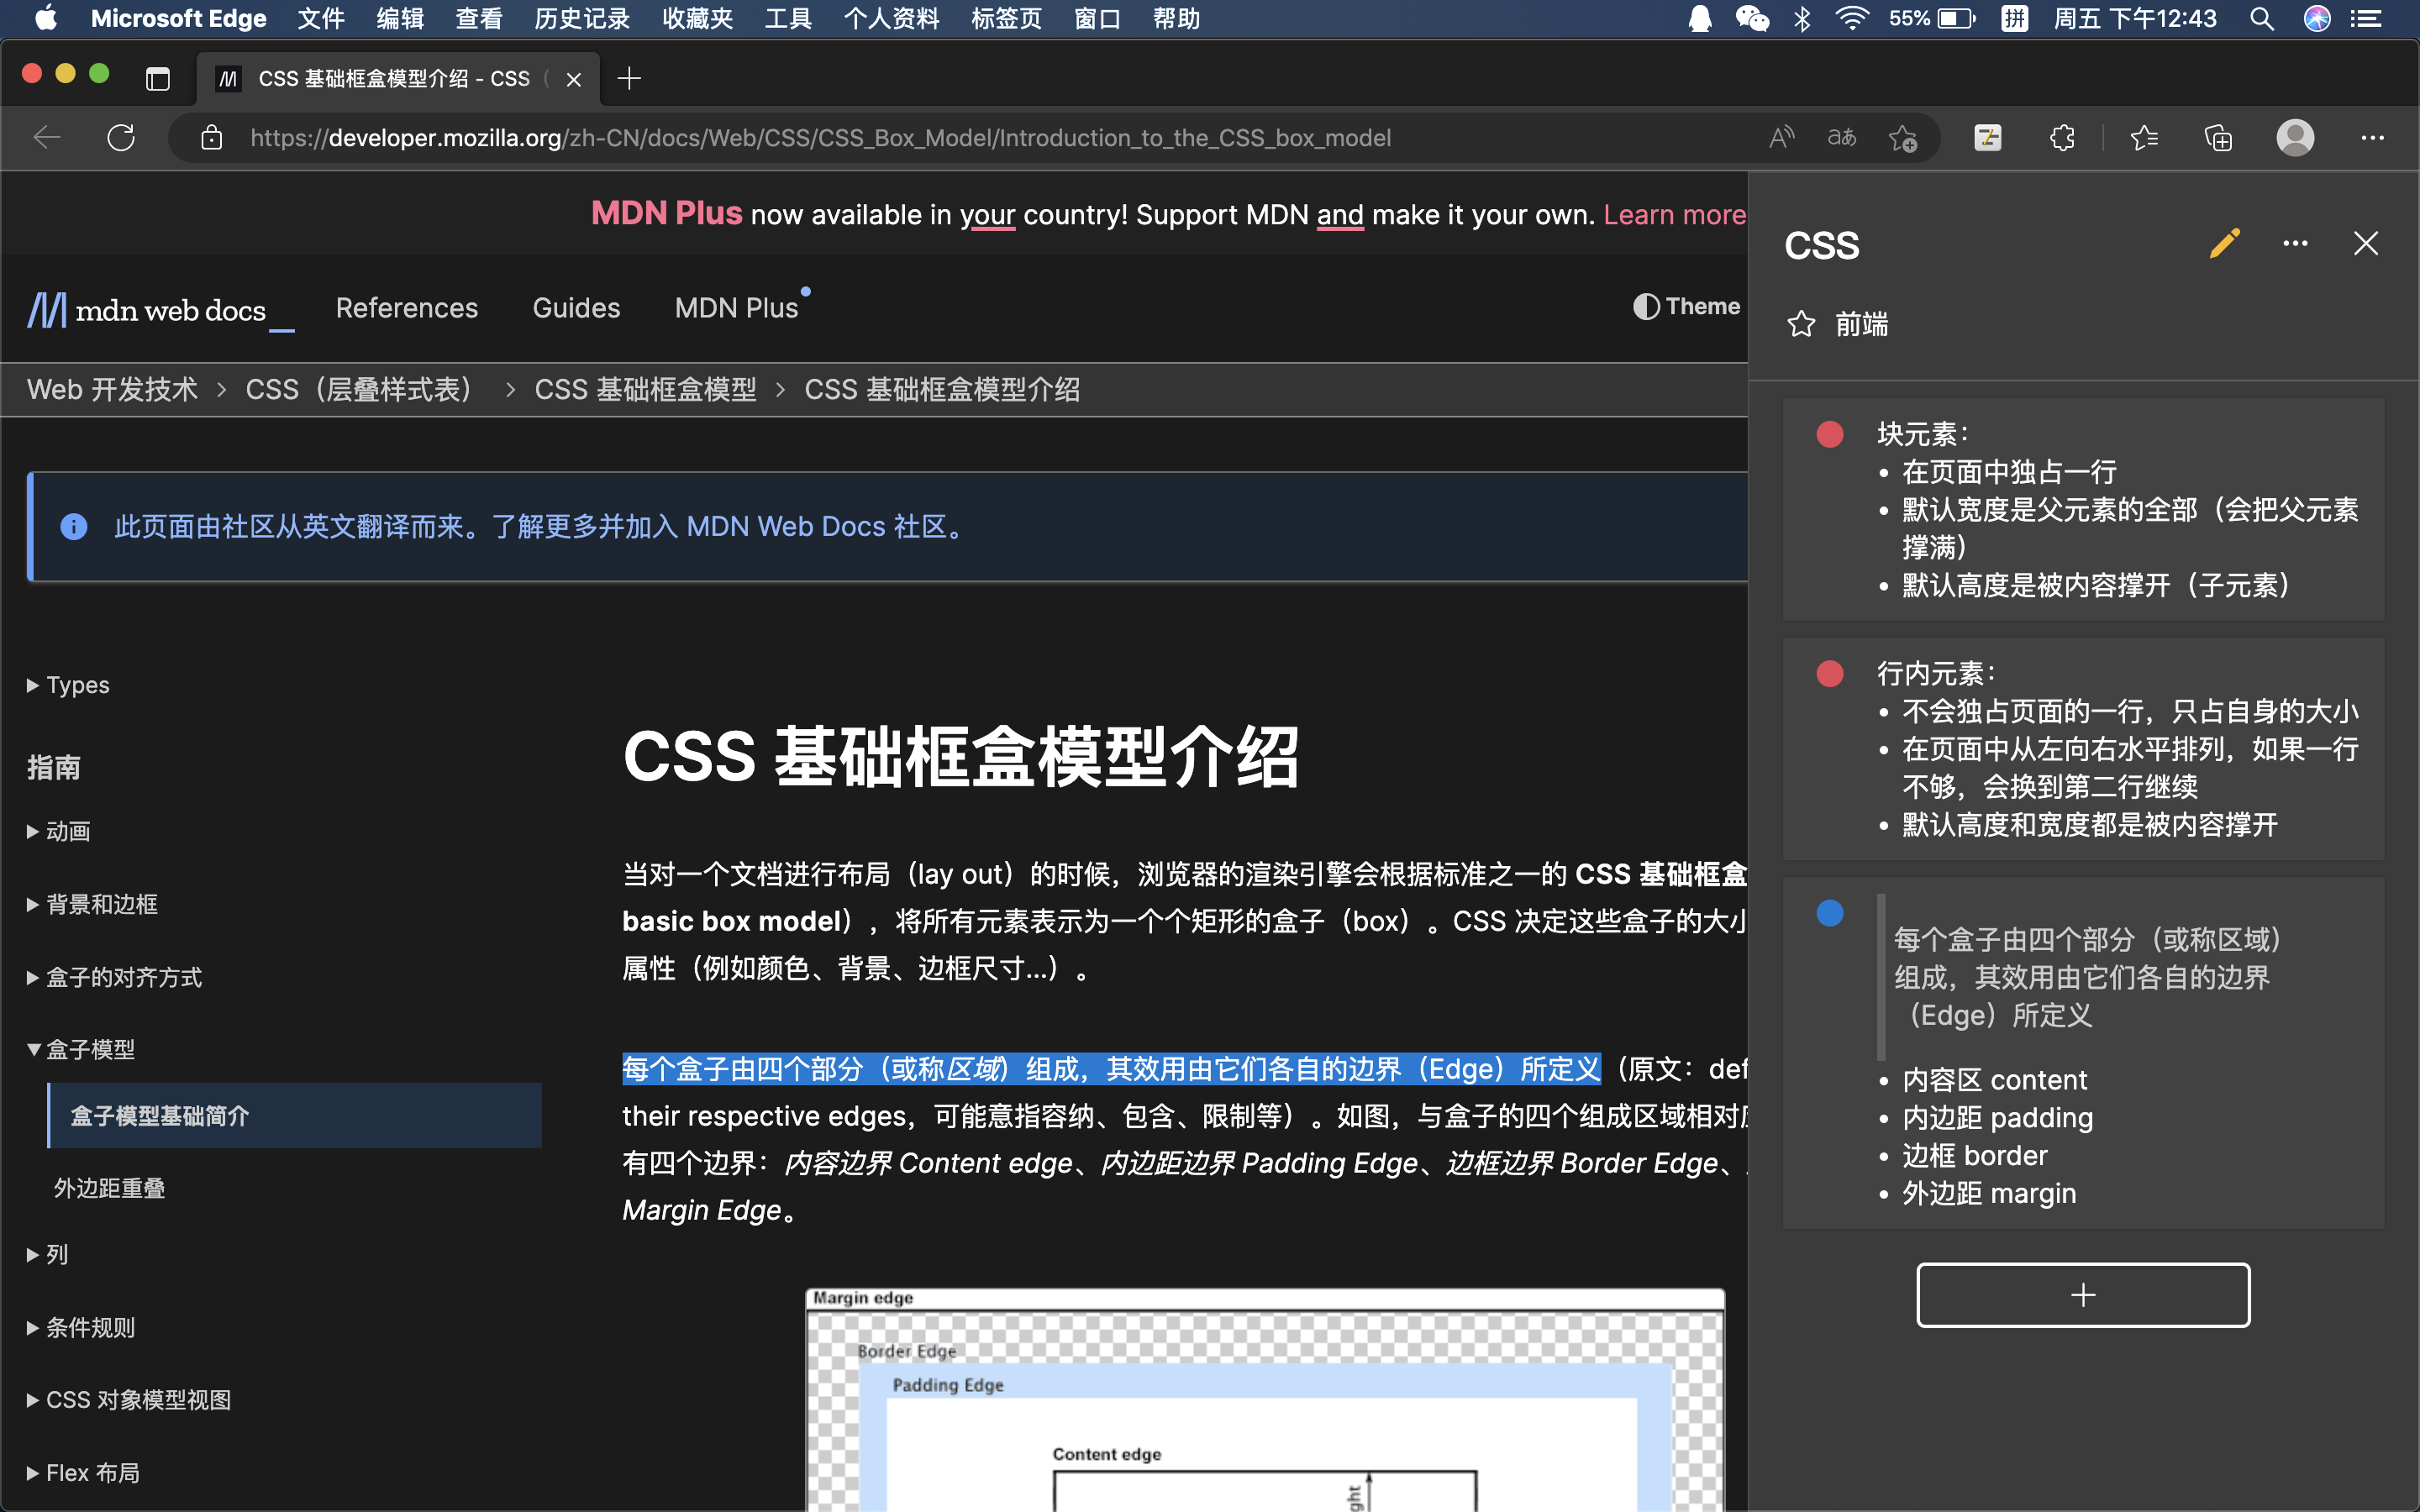 Microsoft Edge 文件 编辑 查看 历史记录 收藏夹 工具 个人资料 标签页 窗口 帮助 55% 拼 周五 下午12:43
CSS 基础框盒模型介绍 - CSS（
https://developer.mozilla.org/zh-CN/docs/Web/CSS/CSS_Box_Model/Introduction_to_the_CSS_box_model aあ
MDN Plus now available in your country! Support MDN and make it your own. Learn more
mdn web docs References Guides MDN Plus Theme
Web 开发技术 CSS（层叠样式表） CSS 基础框盒模型 CSS 基础框盒模型介绍
此页面由社区从英文翻译而来。了解更多并加入 MDN Web Docs 社区。
Types
指南
动画
背景和边框
盒子的对齐方式
盒子模型
盒子模型基础简介
外边距重叠
列
条件规则
CSS 对象模型视图
Flex 布局
CSS 基础框盒模型介绍
当对一个文档进行布局（lay out）的时候，浏览器的渲染引擎会根据标准之一的 CSS 基础框盒
basic box model），将所有元素表示为一个个矩形的盒子（box）。CSS 决定这些盒子的大小
属性（例如颜色、背景、边框尺寸...）。
每个盒子由四个部分（或称区域）组成，其效用由它们各自的边界（Edge）所定义（原文：def
their respective edges，可能意指容纳、包含、限制等）。如图，与盒子的四个组成区域相对
有四个边界：内容边界 Content edge、内边距边界 Padding Edge、边框边界 Border Edge、
Margin Edge。
Margin edge
Border Edge
Padding Edge
Content edge
ght
CSS
前端
块元素：
• 在页面中独占一行
• 默认宽度是父元素的全部（会把父元素
撑满）
• 默认高度是被内容撑开（子元素）
行内元素：
• 不会独占页面的一行，只占自身的大小
• 在页面中从左向右水平排列，如果一行
不够，会换到第二行继续
• 默认高度和宽度都是被内容撑开
每个盒子由四个部分（或称区域）
组成，其效用由它们各自的边界
（Edge）所定义
• 内容区 content
• 内边距 padding
• 边框 border
• 外边距 margin